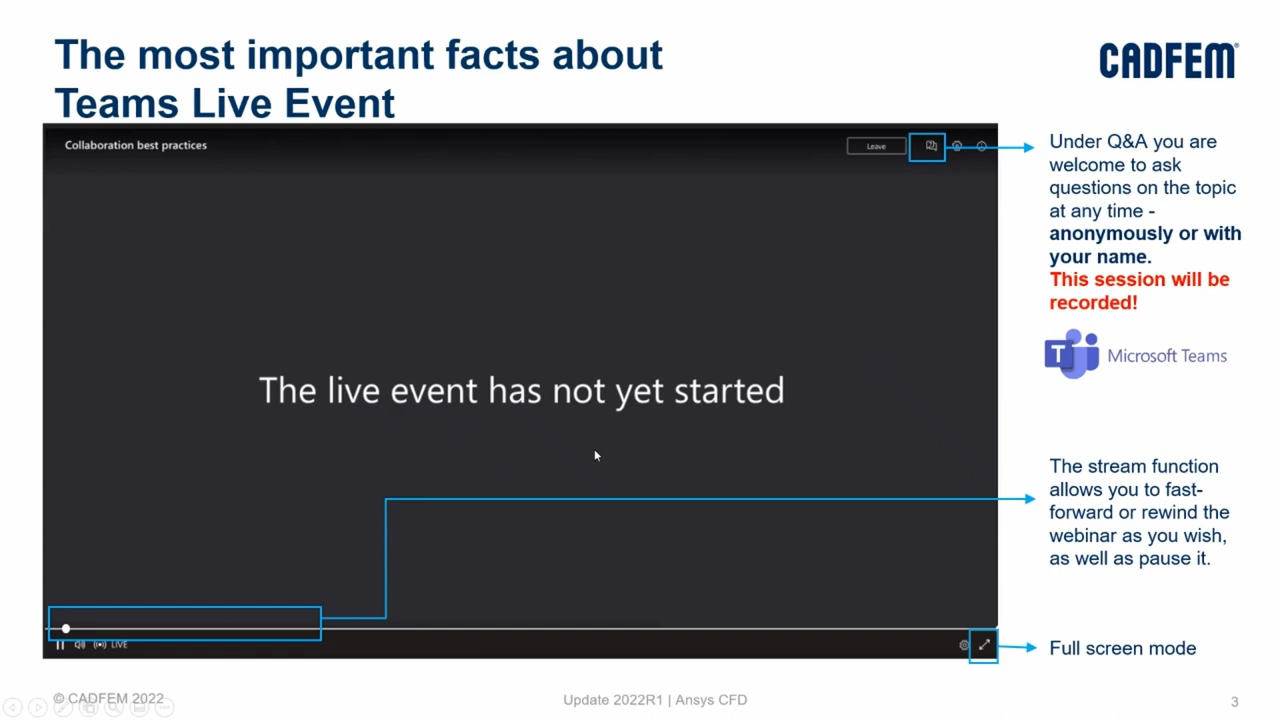 The most important facts about
Teams Live Event
CADFEM®
Collaboration best practices
Leave
Under Q&A you are
welcome to ask
questions on the topic
at any time -
anonymously or with
your name.
This session will be
recorded!
T Microsoft Teams
The live event has not yet started
The stream function
allows you to fast-
forward or rewind the
webinar as you wish,
as well as pause it.
LIVE
Full screen mode
© CADFEM 2022
Update 2022R1 | Ansys CFD
3